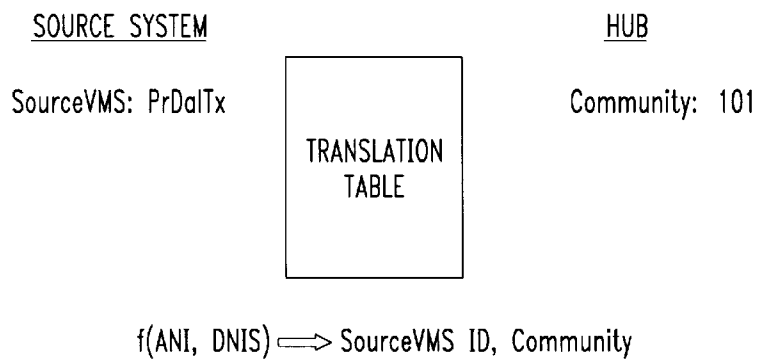 SOURCE SYSTEM
HUB
SourceVMS: PrDalTx
Community: 101
TRANSLATION
TABLE
f(ANI, DNIS) ⟹ SourceVMS ID, Community